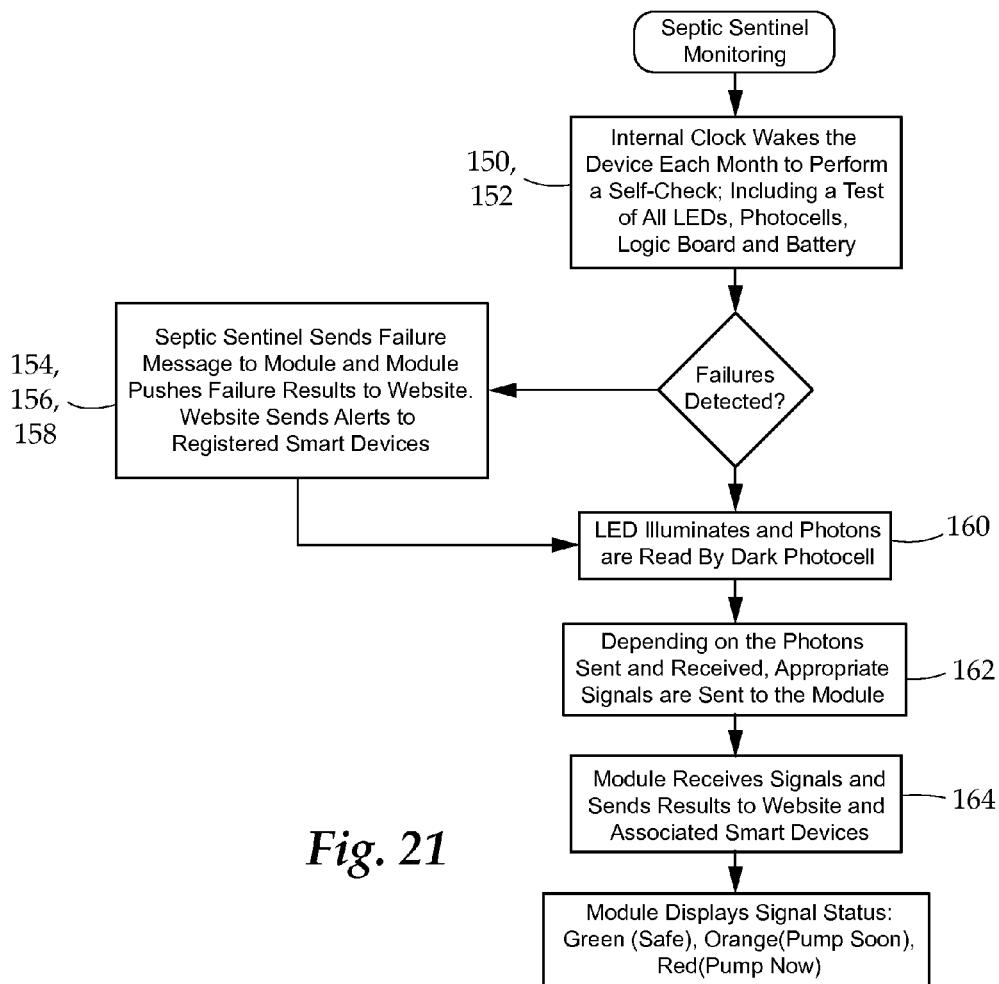 Septic Sentinel
Monitoring
150,
152
Internal Clock Wakes the
Device Each Month to Perform
a Self-Check; Including a Test
of All LEDs, Photocells,
Logic Board and Battery
154,
156,
158
Septic Sentinel Sends Failure
Message to Module and Module
Pushes Failure Results to Website.
Website Sends Alerts to
Registered Smart Devices
Failures
Detected?
LED Illuminates and Photons
are Read By Dark Photocell
160
Depending on the Photons
Sent and Received, Appropriate
Signals are Sent to the Module
162
Module Receives Signals and
Sends Results to Website and
Associated Smart Devices
164
Fig. 21
Module Displays Signal Status:
Green (Safe), Orange(Pump Soon),
Red(Pump Now)